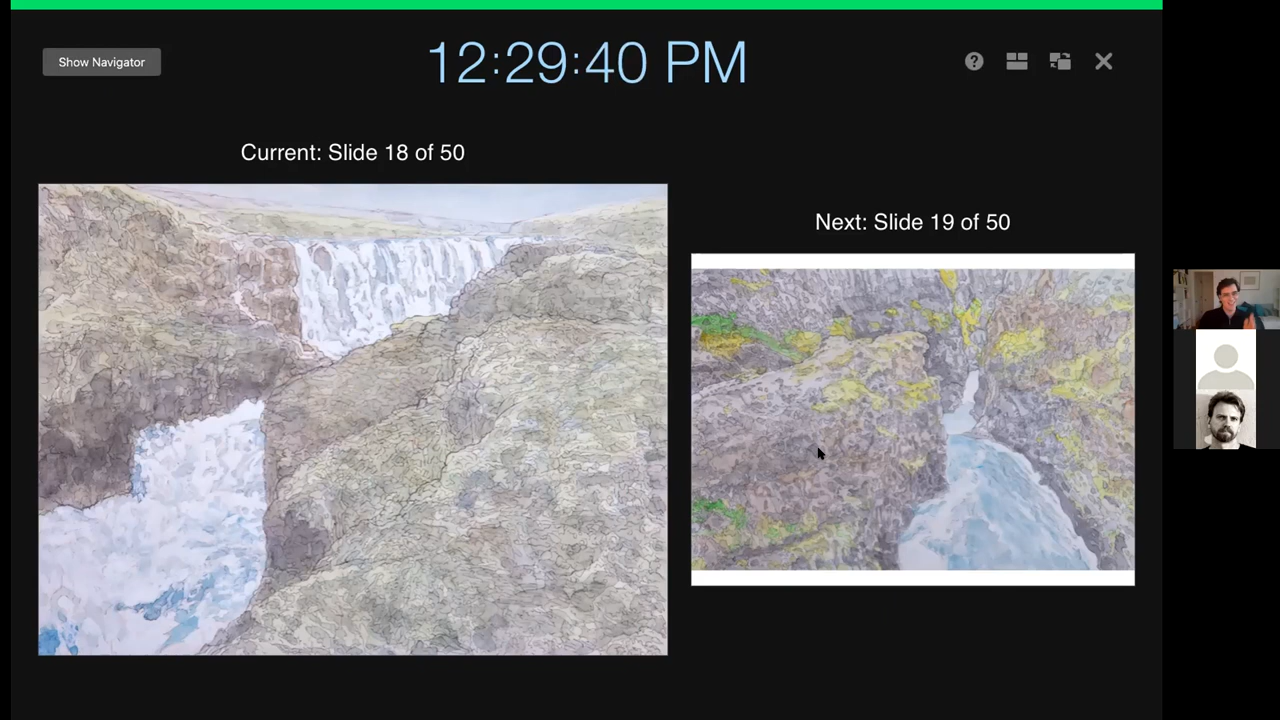 Show Navigator
12:29:40 PM
?
Current: Slide 18 of 50
Next: Slide 19 of 50